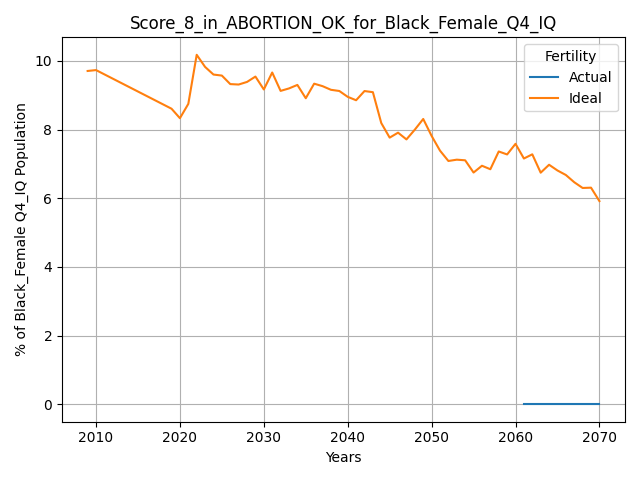 Score_8_in_ABORTION_OK_for_Black_Female_Q4_IQ
Fertility
Actual
Ideal
% of Black_Female Q4_IQ Population
10
8
6
4
2
0
2010 2020 2030 2040 2050 2060 2070
Years